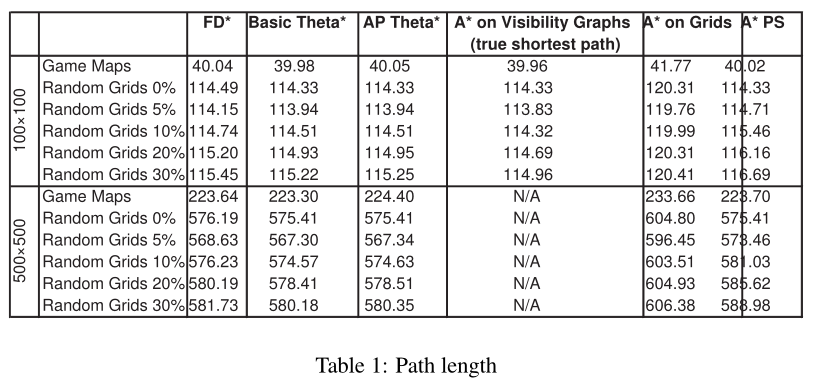 FD* Basic Theta* AP Theta* A* on Visibility Graphs A* on Grids A* PS
(true shortest path)
100×100
Game Maps 40.04 39.98 40.05 39.96 41.77 40.02
Random Grids 0% 114.49 114.33 114.33 114.33 120.31 114.33
Random Grids 5% 114.15 113.94 113.94 113.83 119.76 114.71
Random Grids 10% 114.74 114.51 114.51 114.32 119.99 115.46
Random Grids 20% 115.20 114.93 114.95 114.69 120.31 116.16
Random Grids 30% 115.45 115.22 115.25 114.96 120.41 116.69
500×500
Game Maps 223.64 223.30 224.40 N/A 233.66 223.70
Random Grids 0% 576.19 575.41 575.41 N/A 604.80 575.41
Random Grids 5% 568.63 567.30 567.34 N/A 596.45 573.46
Random Grids 10% 576.23 574.57 574.63 N/A 603.51 581.03
Random Grids 20% 580.19 578.41 578.51 N/A 604.93 585.62
Random Grids 30% 581.73 580.18 580.35 N/A 606.38 588.98
Table 1: Path length